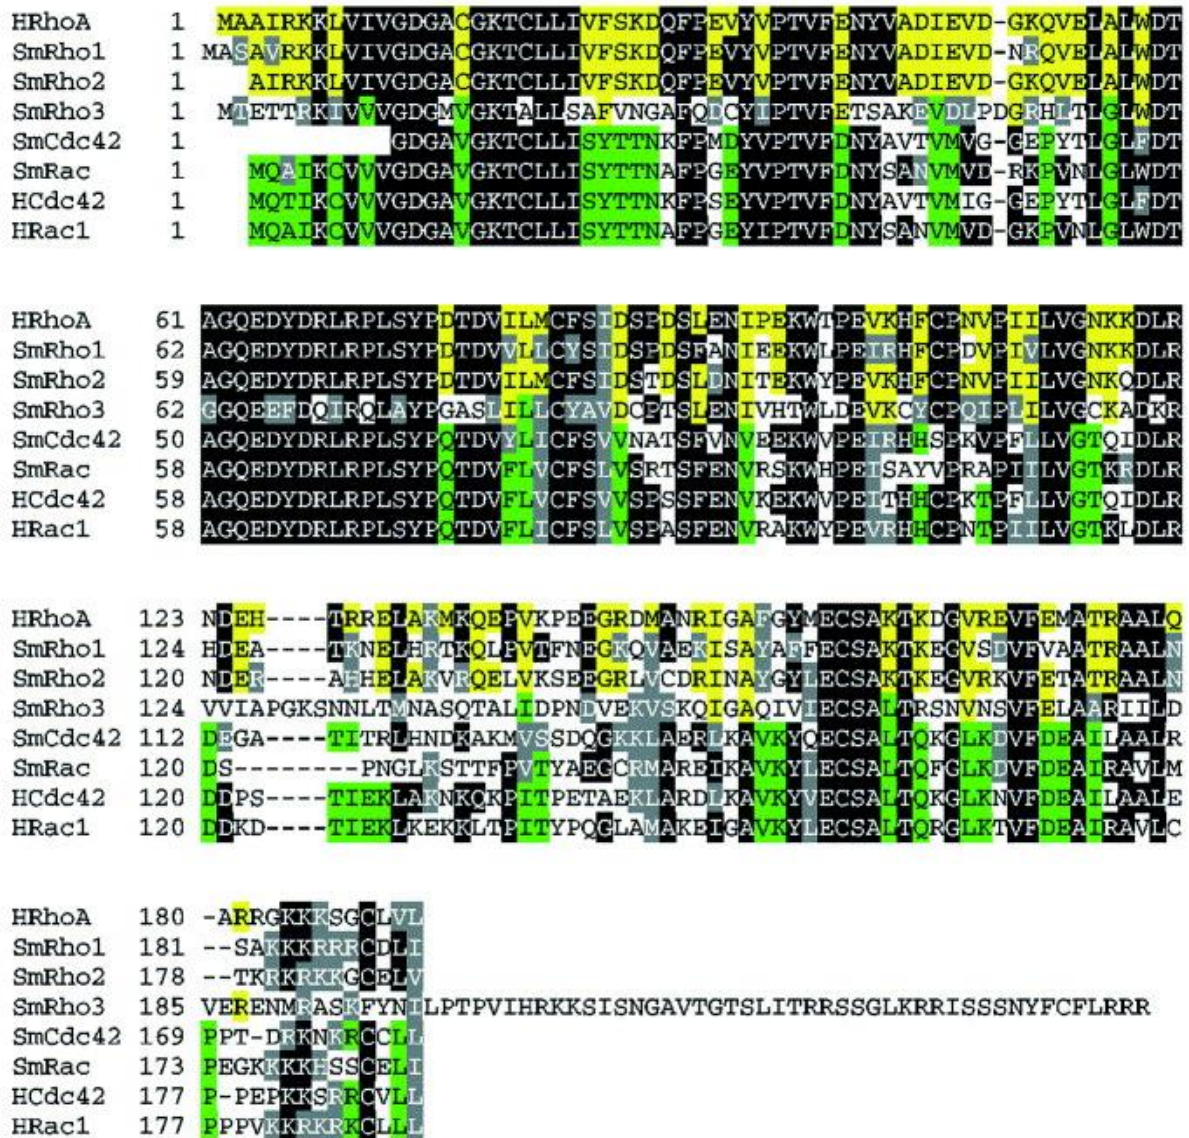 HRhoA 1 MAAIRKKLVIVGDGACGKTCLLIVFSKDQFPEVYVPTVFENYVADIEVD-GKQVELALWDT
SmRho1 1 MASAVRKKLVIVGDGACGKTCLLIVFSKDQFPEVYVPTVFENYVADIEVD-NRQVELALWDT
SmRho2 1 AIRKKLVIVGDGACGKTCLLIVFSKDQFPEVYVPTVFENYVADIEVD-GKQVELALWDT
SmRho3 1 MIETTRKIVVVGDGMVGKTALLSAFVNGAFQDCYIPTVFETSAKEVDLPDGRHLTLGLWDT
SmCdc42 1 GDGAVGKTCLLISYTTNKFPMDYVPTVFDNYAVTVMVG-GEPYTLGLFDT
SmRac 1 MQAIKCVVVGDGAVGKTCLLISYTTNAFPGEYIPTVFDNYSANVMVD-RKPVNLGLWDT
HCdc42 1 MQTIKCVVVGDGAVGKTCLLISYTTNKFPSEYVPTVFDNYAVTVMIG-GEPYTLGLFDT
HRac1 1 MQAIKCVVVGDGAVGKTCLLISYTTNAFPGEYIPTVFDNYSANVMVD-GKPVNLGLWDT
HRhoA 61 AGQEDYDRLRPLSYPDTDVILMCFSIDSPDSLENIPEKWTPEVKHFCPNVPIILVGNKKDLR
SmRho1 62 AGQEDYDRLRPLSYPDTDVVLLCYSIDSPDSFANIEEKWLPEIRHFCPDVPIVLVGNKKDLR
SmRho2 59 AGQEDYDRLRPLSYPDTDVILMCFSIDSTDSLDNITEKWYPEVKHFCPNVPIILVGNKQDLR
SmRho3 62 GGQEEFDQIRQLAYPGASLILLCYAVDCPTSLENIVHTWLDEVKCYCPQIPLILVGCKADKR
SmCdc42 50 AGQEDYDRLRPLSYPQTDVYLICFSVVNATSFVNVEEKWVPEIRHHSPKVPFLLVGTQIDLR
SmRac 58 AGQEDYDRLRPLSYPQTDVFLVCFSLVSRTSFENVRSKWHPEISAYVPRAPIILVGTKRDLR
HCdc42 58 AGQEDYDRLRPLSYPQTDVFLVCFSVVSPSSFENVKEKWVPEITHHCPKTPFLLVGTQIDLR
HRac1 58 AGQEDYDRLRPLSYPQTDVFLICFSLVSPASFENVRAKWYPEVRHHCPNTPIILVGTKLDLR
HRhoA 123 NDEH----TRRELAKMKQEPVKPEEGRDMANRIGAFGYMECSAKTKDGVREVFEMATRAALQ
SmRho1 124 HDEA----TKNELHRTKQLPVTFNEGKQVAEKISAYAFFECSAKTKEGVSDVFVAATRAALN
SmRho2 120 NDER----AHHELAKVRQELVKSEEGRLVCDRINAYGYLECSAKTKEGVRKVFETATRAALN
SmRho3 124 VVIAPGKSNNLTMNASQTALIDPNDVEKVSKQIGAQIVIECSALTRSNVNSVFELAARIILD
SmCdc42 112 DEGA----TITRLHNDKAKMVSSDQGKKLAERLKAVKYQECSALTQKGLKDVFDEAILAALR
SmRac 120 DS--------PNGLKSTTFPVTYAEGCRMAREIKAVKYLECSALTQFGLKDVFDEAIRAVLM
HCdc42 120 DDPS----TIEKLAKNKQKPITPETAEKLARDLKAVKYVECSALTQKGLKNVFDEAILAALE
HRac1 120 DDKD----TIEKLKEKKLTPITYPQGLAMAKEIGAVKYLECSALTQRGLKTVFDEAIRAVLC
HRhoA 180 -ARRGKKKSGCLVL
SmRho1 181 --SAKKKRRRCDLI
SmRho2 178 --TKRKRKKGCELV
SmRho3 185 VERENMRASKFYNILPTPVIHRKKSISNGAVTGTSLITRRSSGLKRRISSSNYFCFLRRR
SmCdc42 169 PPT-DRKNKRCCLL
SmRac 173 PEGKKKKHSSCELI
HCdc42 177 P-PEPKKSRRCVLL
HRac1 177 PPPVKKRKRKCLLL